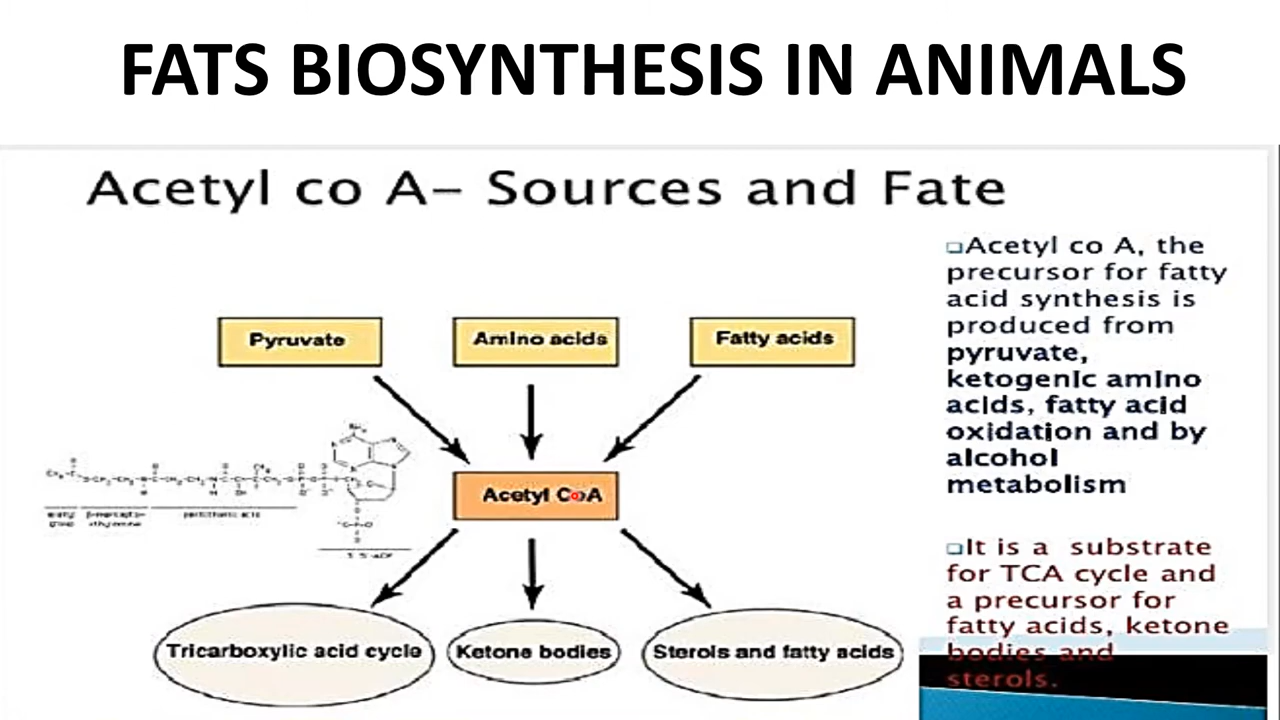 FATS BIOSYNTHESIS IN ANIMALS
Acetyl co A– Sources and Fate
Pyruvate
Amino acids
Fatty acids
Acetyl CoA
Tricarboxylic acid cycle
Ketone bodies
Sterols and fatty acids
Acetyl co A, the
precursor for fatty
acid synthesis is
produced from
pyruvate,
ketogenic amino
acids, fatty acid
oxidation and by
alcohol
metabolism
It is a substrate
for TCA cycle and
a precursor for
fatty acids, ketone
bodies and
sterols.